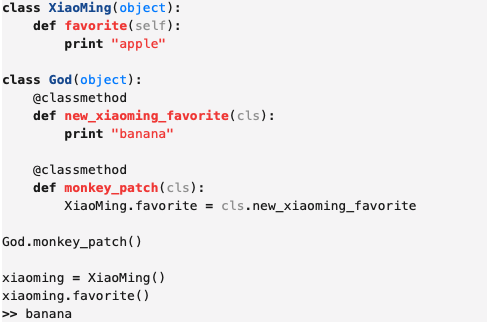 class XiaoMing(object):
    def favorite(self):
        print "apple"

class God(object):
    @classmethod
    def new_xiaoming_favorite(cls):
        print "banana"

    @classmethod
    def monkey_patch(cls):
        XiaoMing.favorite = cls.new_xiaoming_favorite

God.monkey_patch()

xiaoming = XiaoMing()
xiaoming.favorite()
>> banana